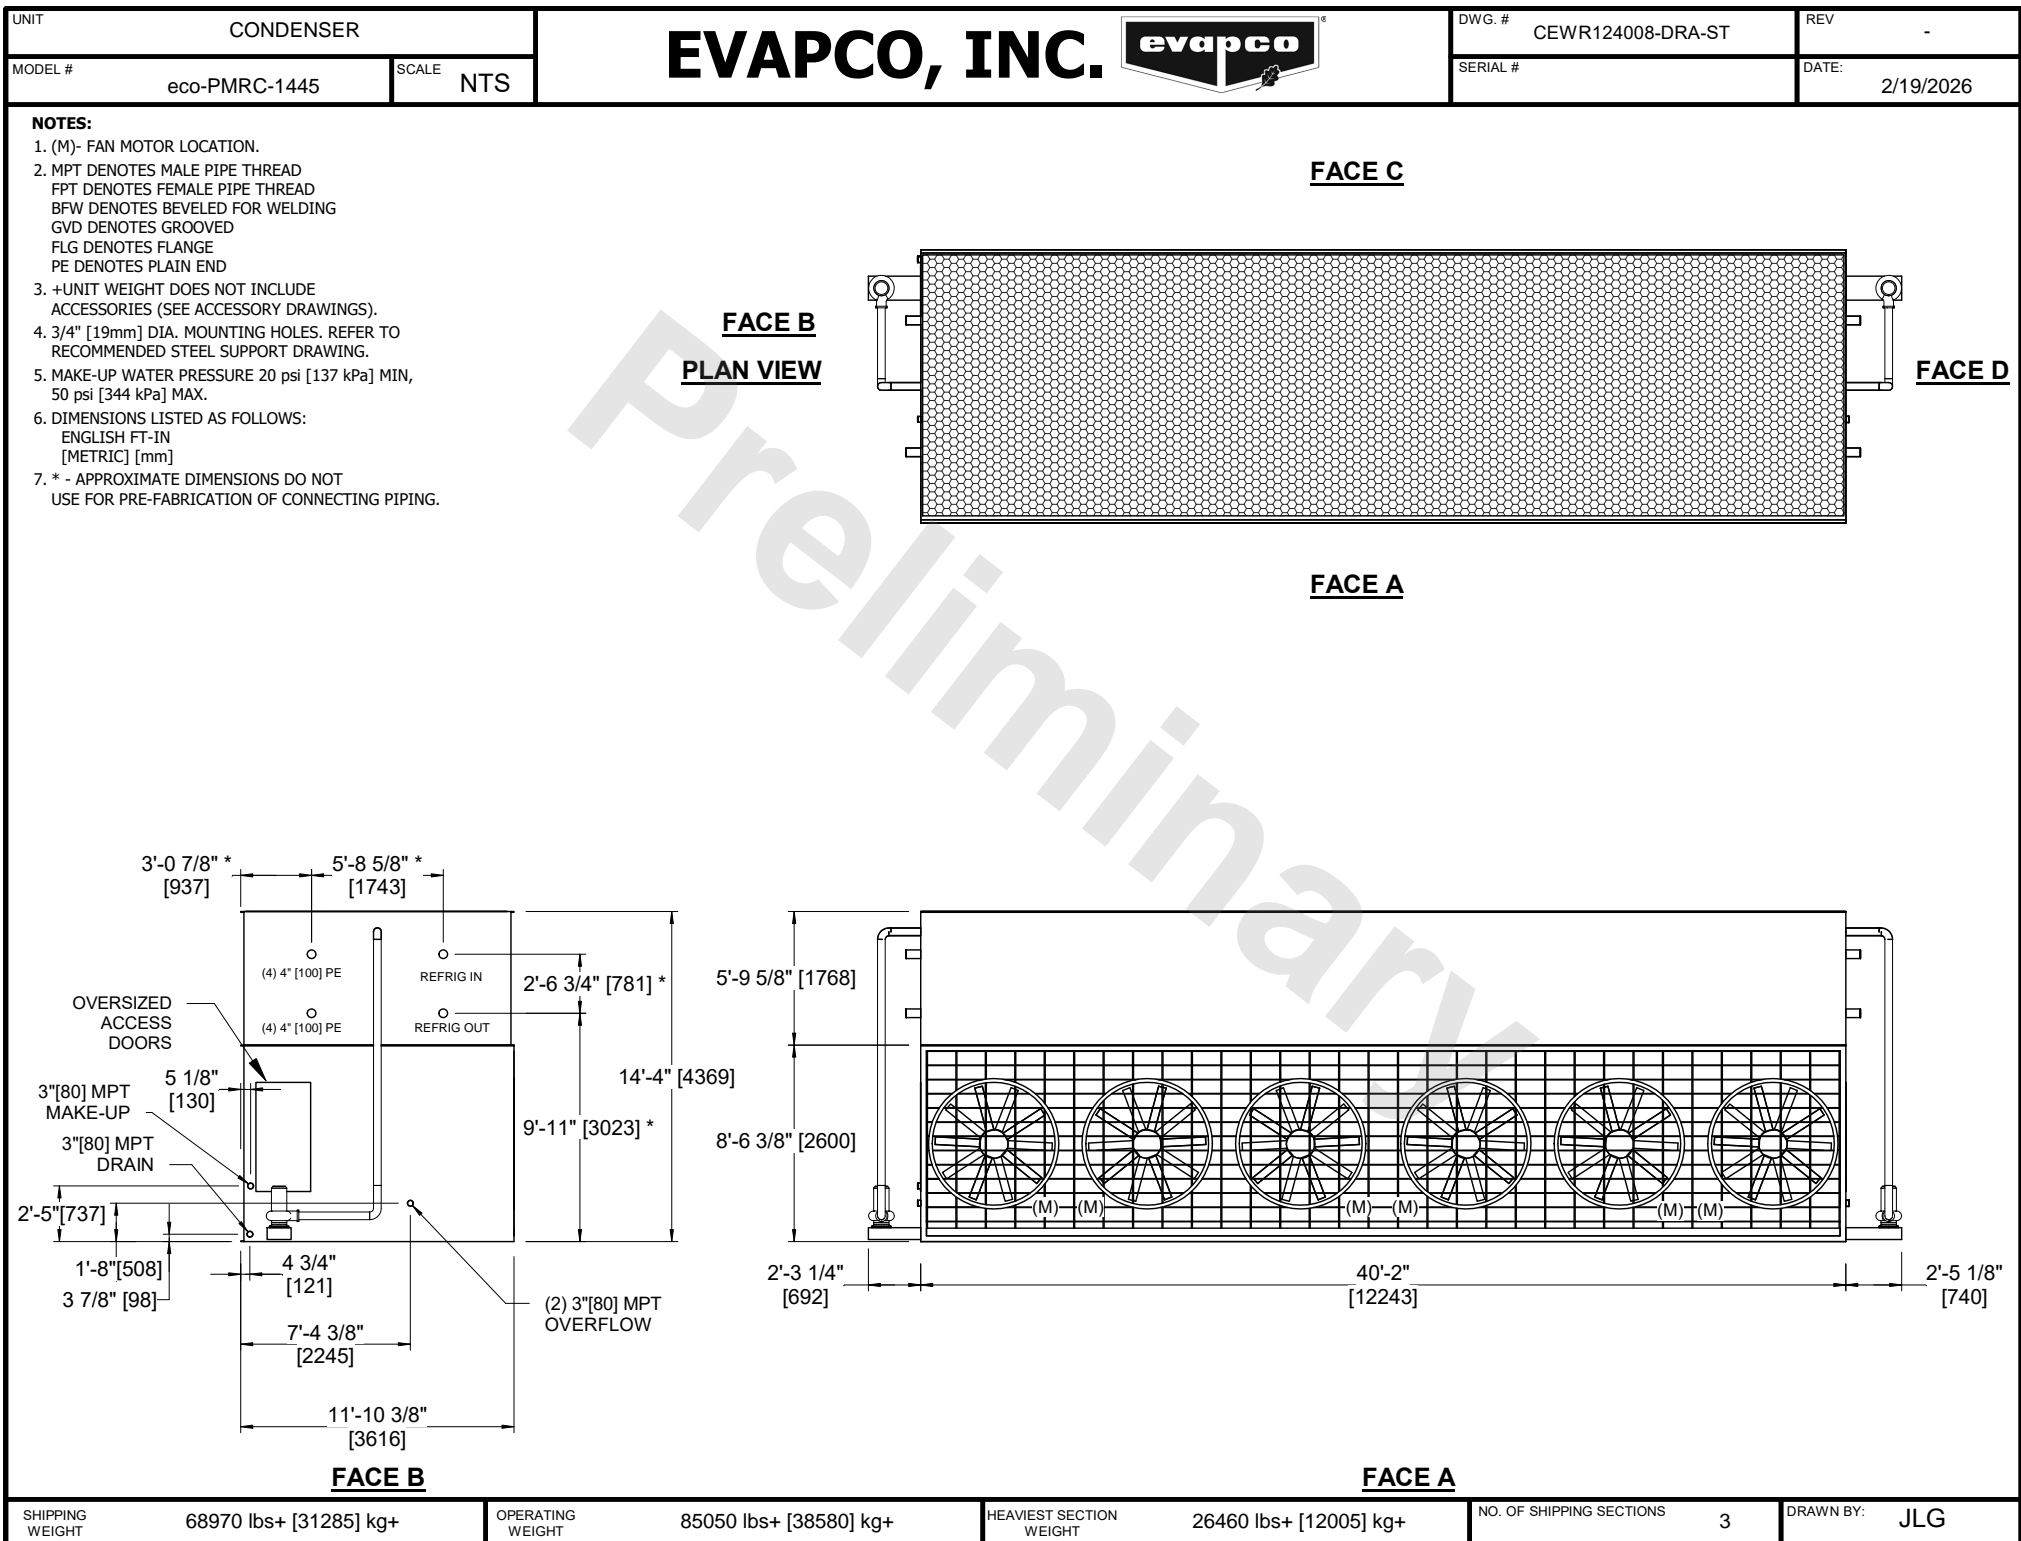 UNIT
CONDENSER
MODEL #
eco-PMRC-1445
SCALE
NTS
EVAPCO, INC.
evapco
®
DWG. #
CEWR124008-DRA-ST
REV
-
SERIAL #
DATE:
2/19/2026
NOTES:
1. (M)- FAN MOTOR LOCATION.
2. MPT DENOTES MALE PIPE THREAD
FPT DENOTES FEMALE PIPE THREAD
BFW DENOTES BEVELED FOR WELDING
GVD DENOTES GROOVED
FLG DENOTES FLANGE
PE DENOTES PLAIN END
3. +UNIT WEIGHT DOES NOT INCLUDE
ACCESSORIES (SEE ACCESSORY DRAWINGS).
4. 3/4" [19mm] DIA. MOUNTING HOLES. REFER TO
RECOMMENDED STEEL SUPPORT DRAWING.
5. MAKE-UP WATER PRESSURE 20 psi [137 kPa] MIN,
50 psi [344 kPa] MAX.
6. DIMENSIONS LISTED AS FOLLOWS:
ENGLISH FT-IN
[METRIC] [mm]
7. * - APPROXIMATE DIMENSIONS DO NOT
USE FOR PRE-FABRICATION OF CONNECTING PIPING.
FACE C
FACE B
PLAN VIEW
FACE D
FACE A
Preliminary
3'-0 7/8" *
[937]
5'-8 5/8" *
[1743]
(4) 4" [100] PE
REFRIG IN
2'-6 3/4" [781] *
(4) 4" [100] PE
REFRIG OUT
OVERSIZED
ACCESS
DOORS
5 1/8"
[130]
3"[80] MPT
MAKE-UP
3"[80] MPT
DRAIN
14'-4" [4369]
9'-11" [3023] *
2'-5"[737]
1'-8"[508]
3 7/8" [98]
4 3/4"
[121]
(2) 3"[80] MPT
OVERFLOW
7'-4 3/8"
[2245]
11'-10 3/8"
[3616]
FACE B
5'-9 5/8" [1768]
8'-6 3/8" [2600]
(M)
(M)
(M)
(M)
(M)
(M)
2'-3 1/4"
[692]
40'-2"
[12243]
2'-5 1/8"
[740]
FACE A
SHIPPING
WEIGHT
68970 lbs+ [31285] kg+
OPERATING
WEIGHT
85050 lbs+ [38580] kg+
HEAVIEST SECTION
WEIGHT
26460 lbs+ [12005] kg+
NO. OF SHIPPING SECTIONS
3
DRAWN BY:
JLG